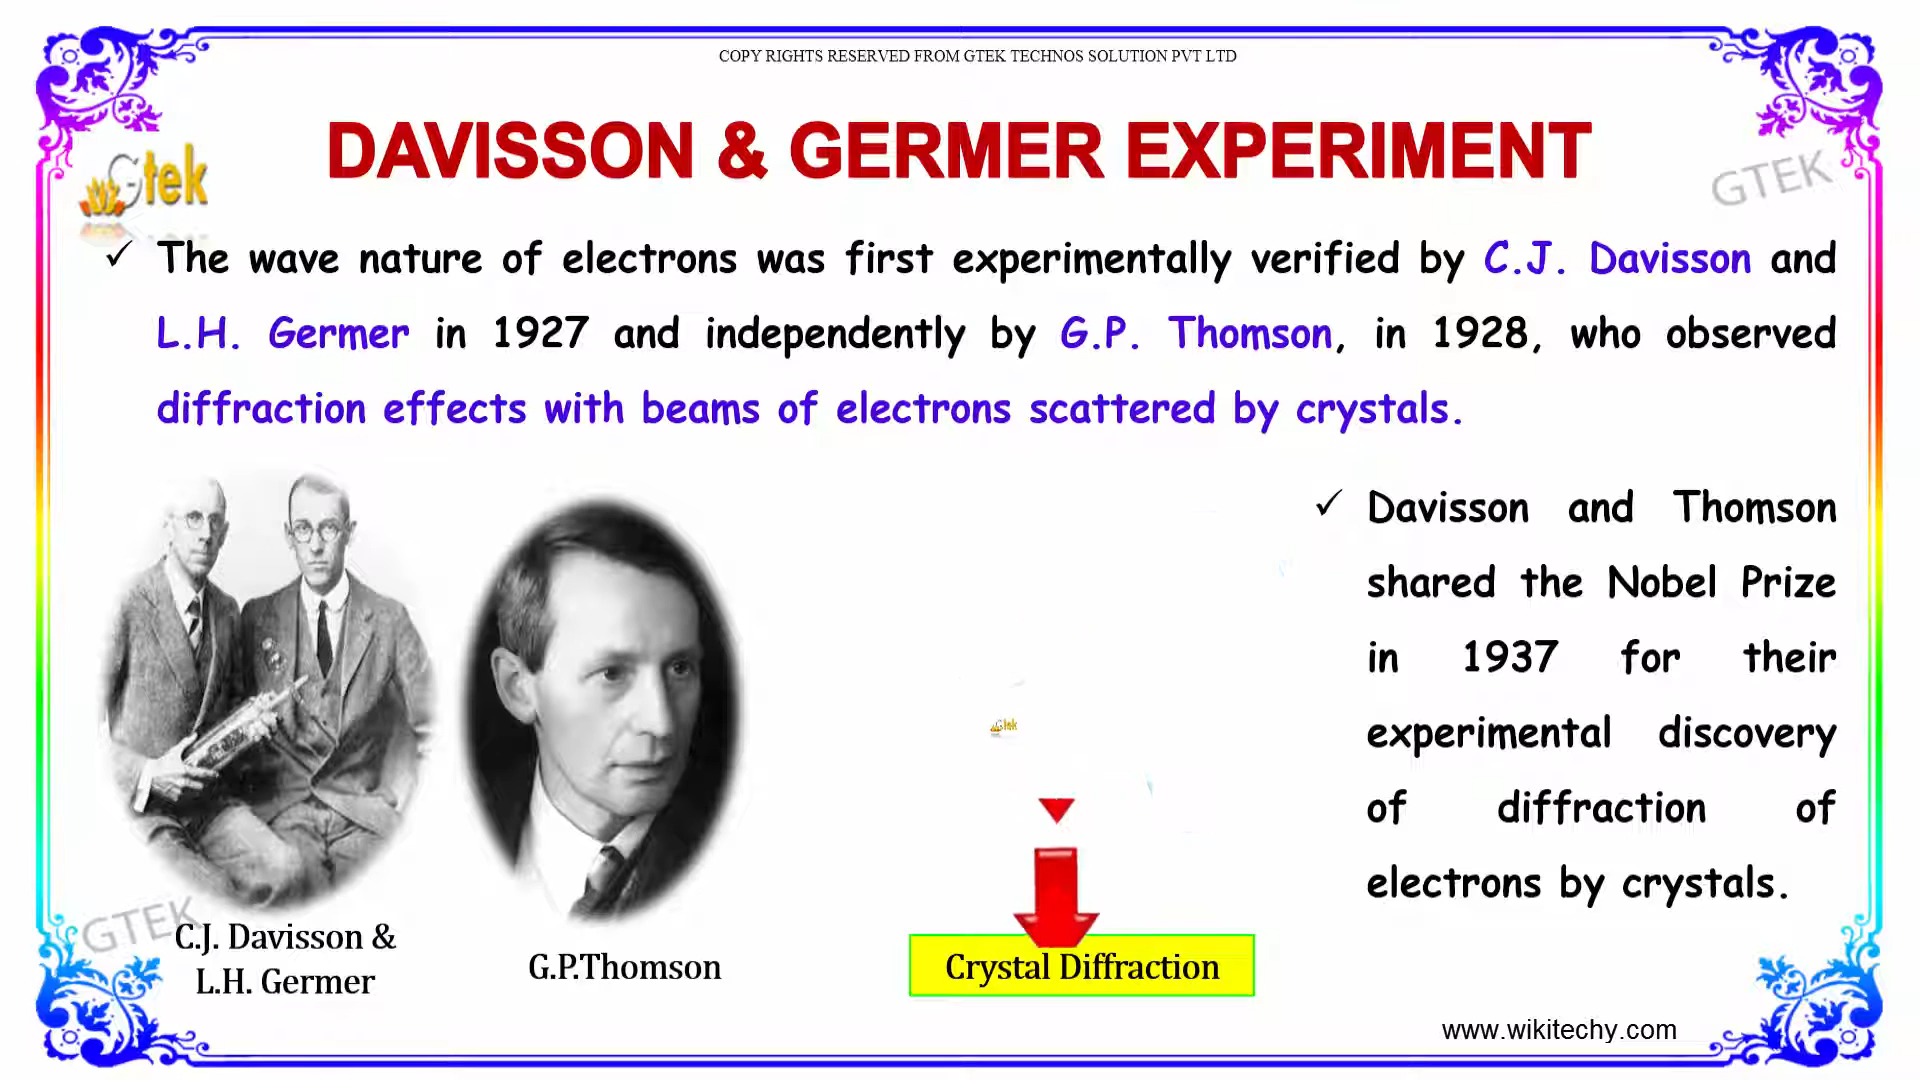 COPY RIGHTS RESERVED FROM GTEK TECHNOS SOLUTION PVT LTD
Gtek
DAVISSON & GERMER EXPERIMENT
GTEK
✓ The wave nature of electrons was first experimentally verified by C.J. Davisson and
L.H. Germer in 1927 and independently by G.P. Thomson, in 1928, who observed
diffraction effects with beams of electrons scattered by crystals.
✓ Davisson and Thomson
shared the Nobel Prize
in 1937 for their
experimental discovery
of diffraction of
electrons by crystals.
Gtek
GTEK
C.J. Davisson &
L.H. Germer
G.P.Thomson
Crystal Diffraction
www.wikitechy.com